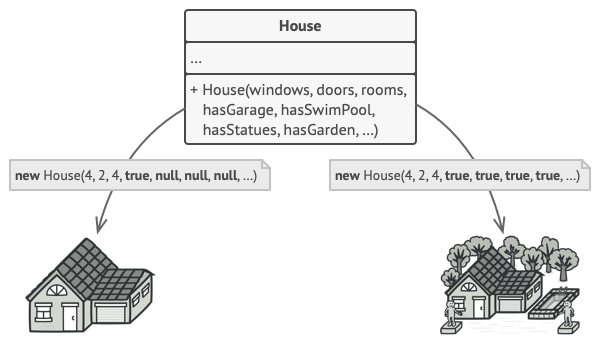 House
...
+ House(windows, doors, rooms,
hasGarage, hasSwimPool,
hasStatues, hasGarden, ...)
new House(4, 2, 4, true, null, null, null, ...)
new House(4, 2, 4, true, true, true, true, ...)